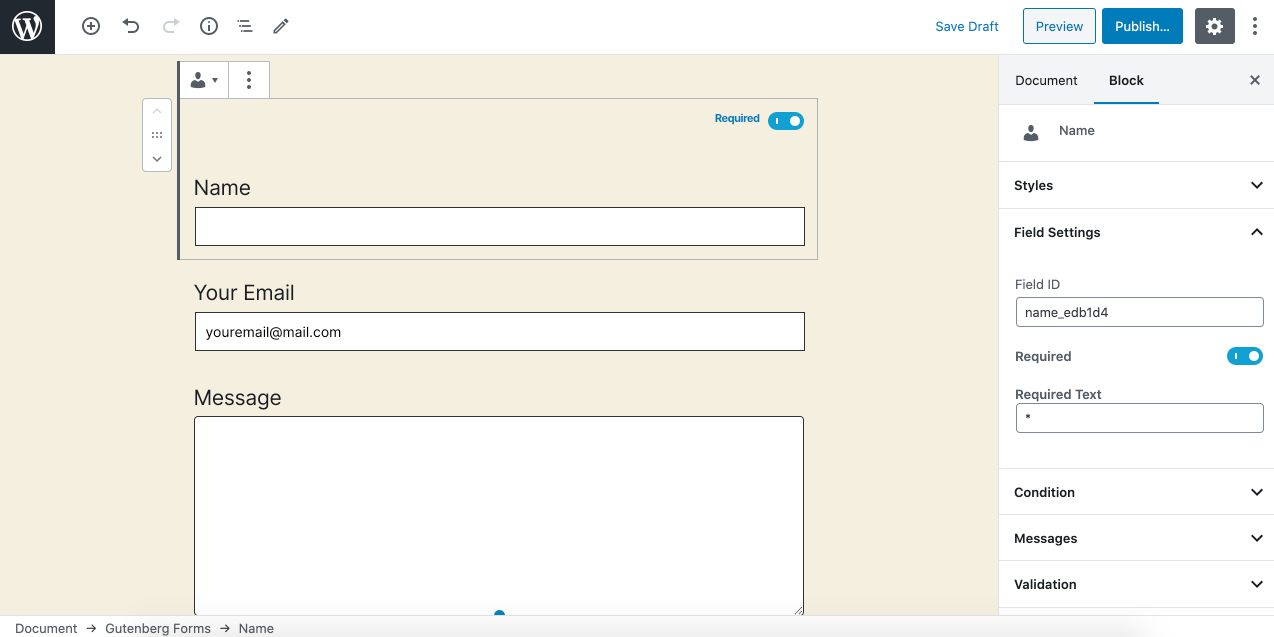 Save Draft
Preview
Publish...
Document
Block
Required
Name
Name
Styles
Field Settings
Your Email
Field ID
name_edb1d4
youremail@mail.com
Required
Message
Required Text
*
Condition
Messages
Validation
Document → Gutenberg Forms → Name